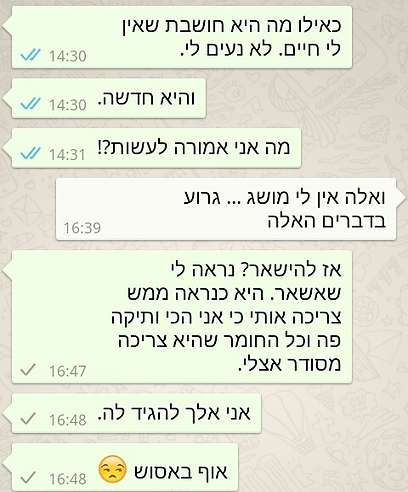 כאילו מה היא חושבת שאין
לי חיים. לא נעים לי.
14:30
והיא חדשה.
14:30
מה אני אמורה לעשות?!
14:31
ואלה אין לי מושג ... גרוע
בדברים האלה
16:39
אז להישאר? נראה לי
שאשאר. היא כנראה ממש
צריכה אותי כי אני הכי ותיקה
פה וכל החומר שהיא צריכה
מסודר אצלי.
16:47
אני אלך להגיד לה.
16:48
אוף באסוש 😒
16:48